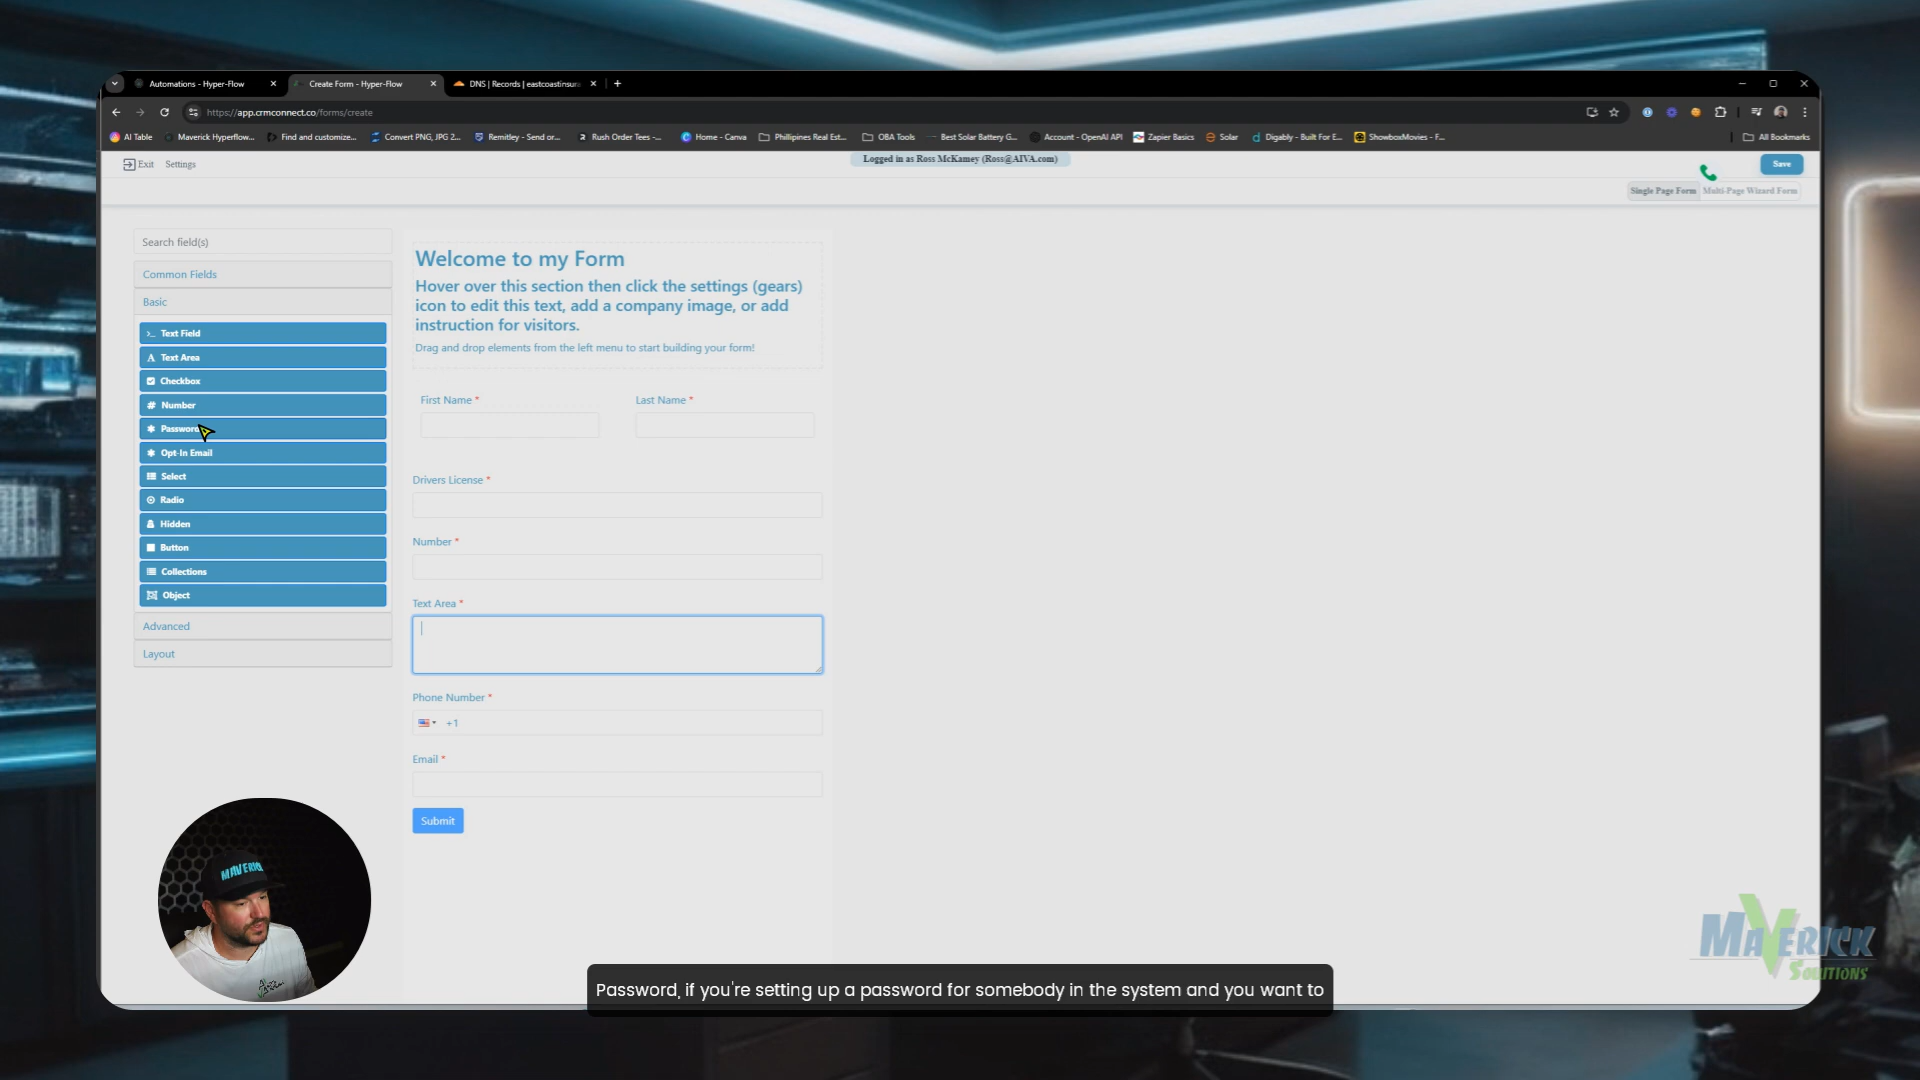 Automations - Hyper-Flow
Create Form - Hyper-Flow
DNS | Records | eastcoastinsur
https://app.crmconnect.co/forms/create
AI Table
Maverick Hyperflow...
Find and customize...
Convert PNG, JPG 2...
Remitley - Send or...
Rush Order Tees -...
Home - Canva
Phillipines Real Est...
OBA Tools
Best Solar Battery G...
Account - OpenAI API
Zapier Basics
Solar
Digably - Built For E...
ShowboxMovies - F...
All Bookmarks
Exit
Settings
Logged in as Ross McKamey (Ross@AIVA.com)
Save
Single Page Form
Multi-Page Wizard Form
Search field(s)
Common Fields
Basic
Text Field
Text Area
Checkbox
Number
Password
Opt-In Email
Select
Radio
Hidden
Button
Collections
Object
Advanced
Layout
Welcome to my Form
Hover over this section then click the settings (gears)
icon to edit this text, add a company image, or add
instruction for visitors.
Drag and drop elements from the left menu to start building your form!
First Name *
Last Name *
Drivers License *
Number *
Text Area *
Phone Number *
+1
Email *
Submit
MAVERICK
MAVERICK
SOLUTIONS
Password, if you're setting up a password for somebody in the system and you want to